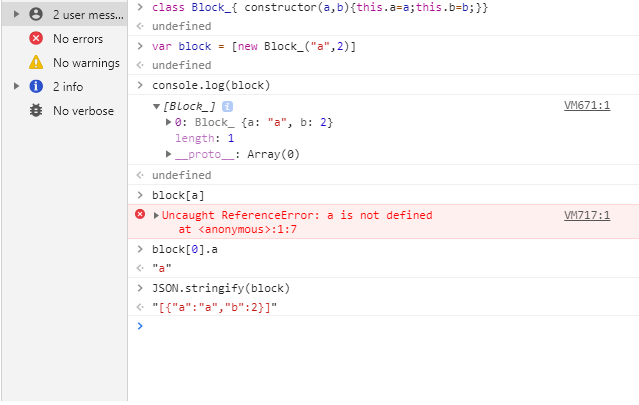 2 user mess...
No errors
No warnings
2 info
No verbose
> class Block_{ constructor(a,b){this.a=a;this.b=b;}}
undefined
> var block = [new Block_("a",2)]
undefined
> console.log(block)
[Block_] i VM671:1
0: Block_ {a: "a", b: 2}
length: 1
__proto__: Array(0)
undefined
> block[a]
Uncaught ReferenceError: a is not defined VM717:1
at <anonymous>:1:7
> block[0].a
"a"
> JSON.stringify(block)
"[{"a":"a","b":2}]"
>